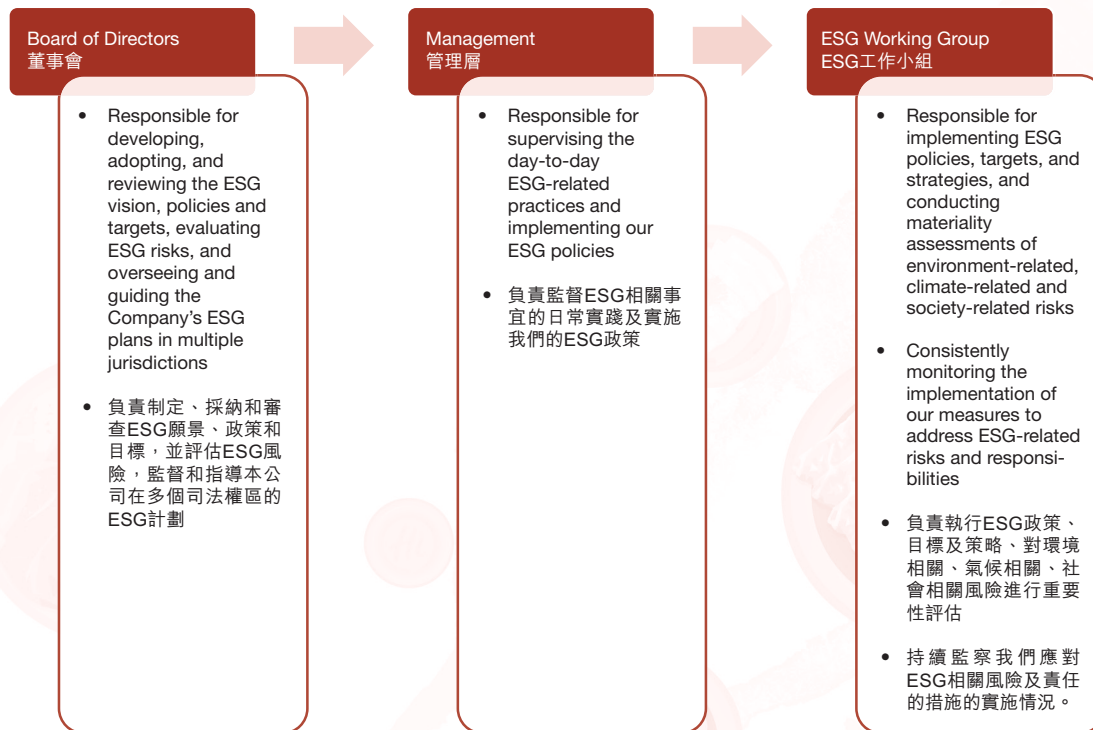 Board of Directors
董事會
• Responsible for
developing,
adopting, and
reviewing the ESG
vision, policies and
targets, evaluating
ESG risks, and
overseeing and
guiding the
Company’s ESG
plans in multiple
jurisdictions
• 負責制定、採納和審
查ESG願景、政策和
目標，並評估ESG風
險，監督和指導本公
司在多個司法權區的
ESG計劃
Management
管理層
• Responsible for
supervising the
day-to-day
ESG-related
practices and
implementing our
ESG policies
• 負責監督ESG相關事
宜的日常實踐及實施
我們的ESG政策
ESG Working Group
ESG工作小組
• Responsible for
implementing ESG
policies, targets, and
strategies, and
conducting
materiality
assessments of
environment-related,
climate-related and
society-related risks
• Consistently
monitoring the
implementation of
our measures to
address ESG-related
risks and responsi-
bilities
• 負責執行ESG政策、
目標及策略、對環境
相關、氣候相關、社
會相關風險進行重要
性評估
• 持續監察我們應對
ESG相關風險及責任
的措施的實施情況。